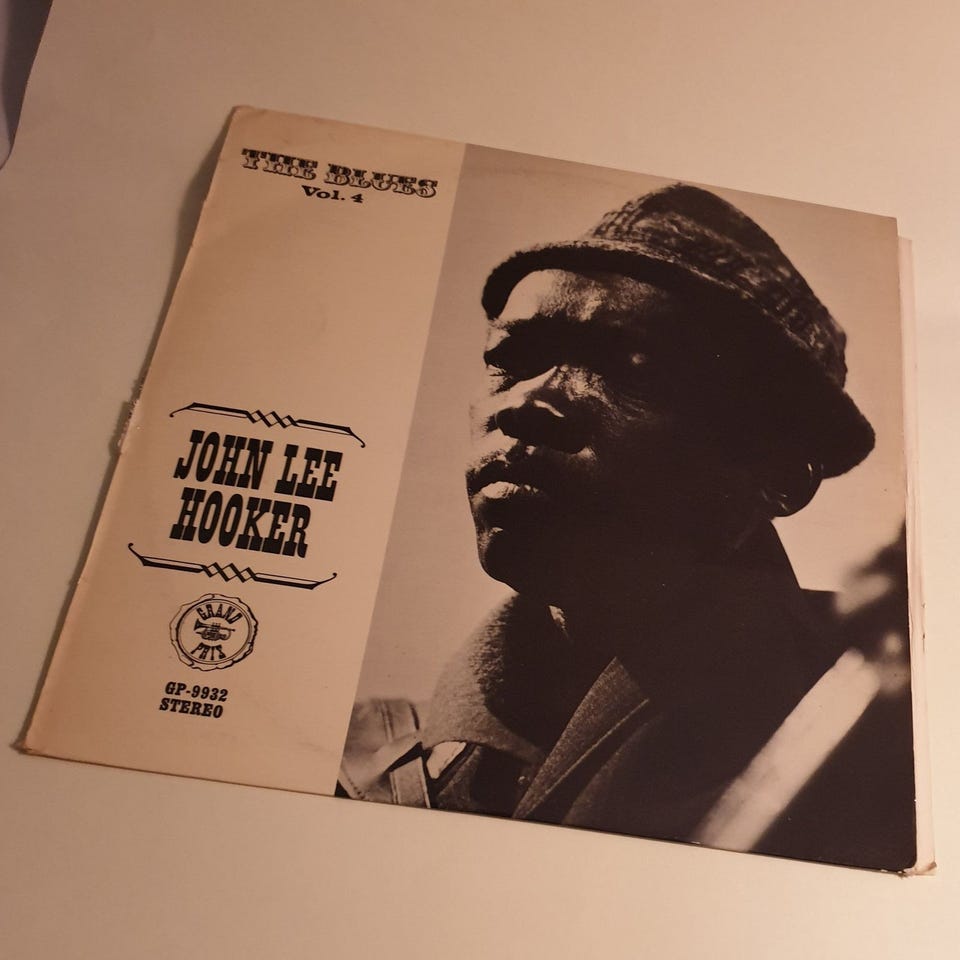 THE BLUES
Vol. 4
JOHN LEE
HOOKER
GRAND
PRIX
GP-9932
STEREO